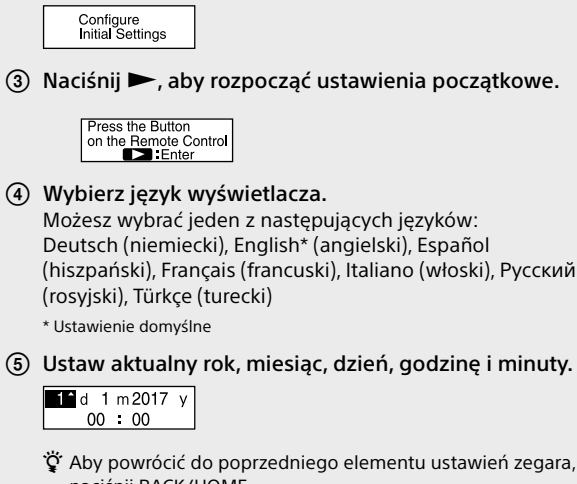 Configure
Initial Settings
③ Naciśnij ►, aby rozpocząć ustawienia początkowe.
Press the Button
on the Remote Control
►:Enter
④ Wybierz język wyświetlacza.
Możesz wybrać jeden z następujących języków:
Deutsch (niemiecki), English* (angielski), Español
(hiszpański), Français (francuski), Italiano (włoski), Русский
(rosyjski), Türkçe (turecki)
* Ustawienie domyślne
⑤ Ustaw aktualny rok, miesiąc, dzień, godzinę i minuty.
1 d 1 m 2017 y
00 : 00
Aby powrócić do poprzedniego elementu ustawień zegara,
naciśnij BACK/HOME